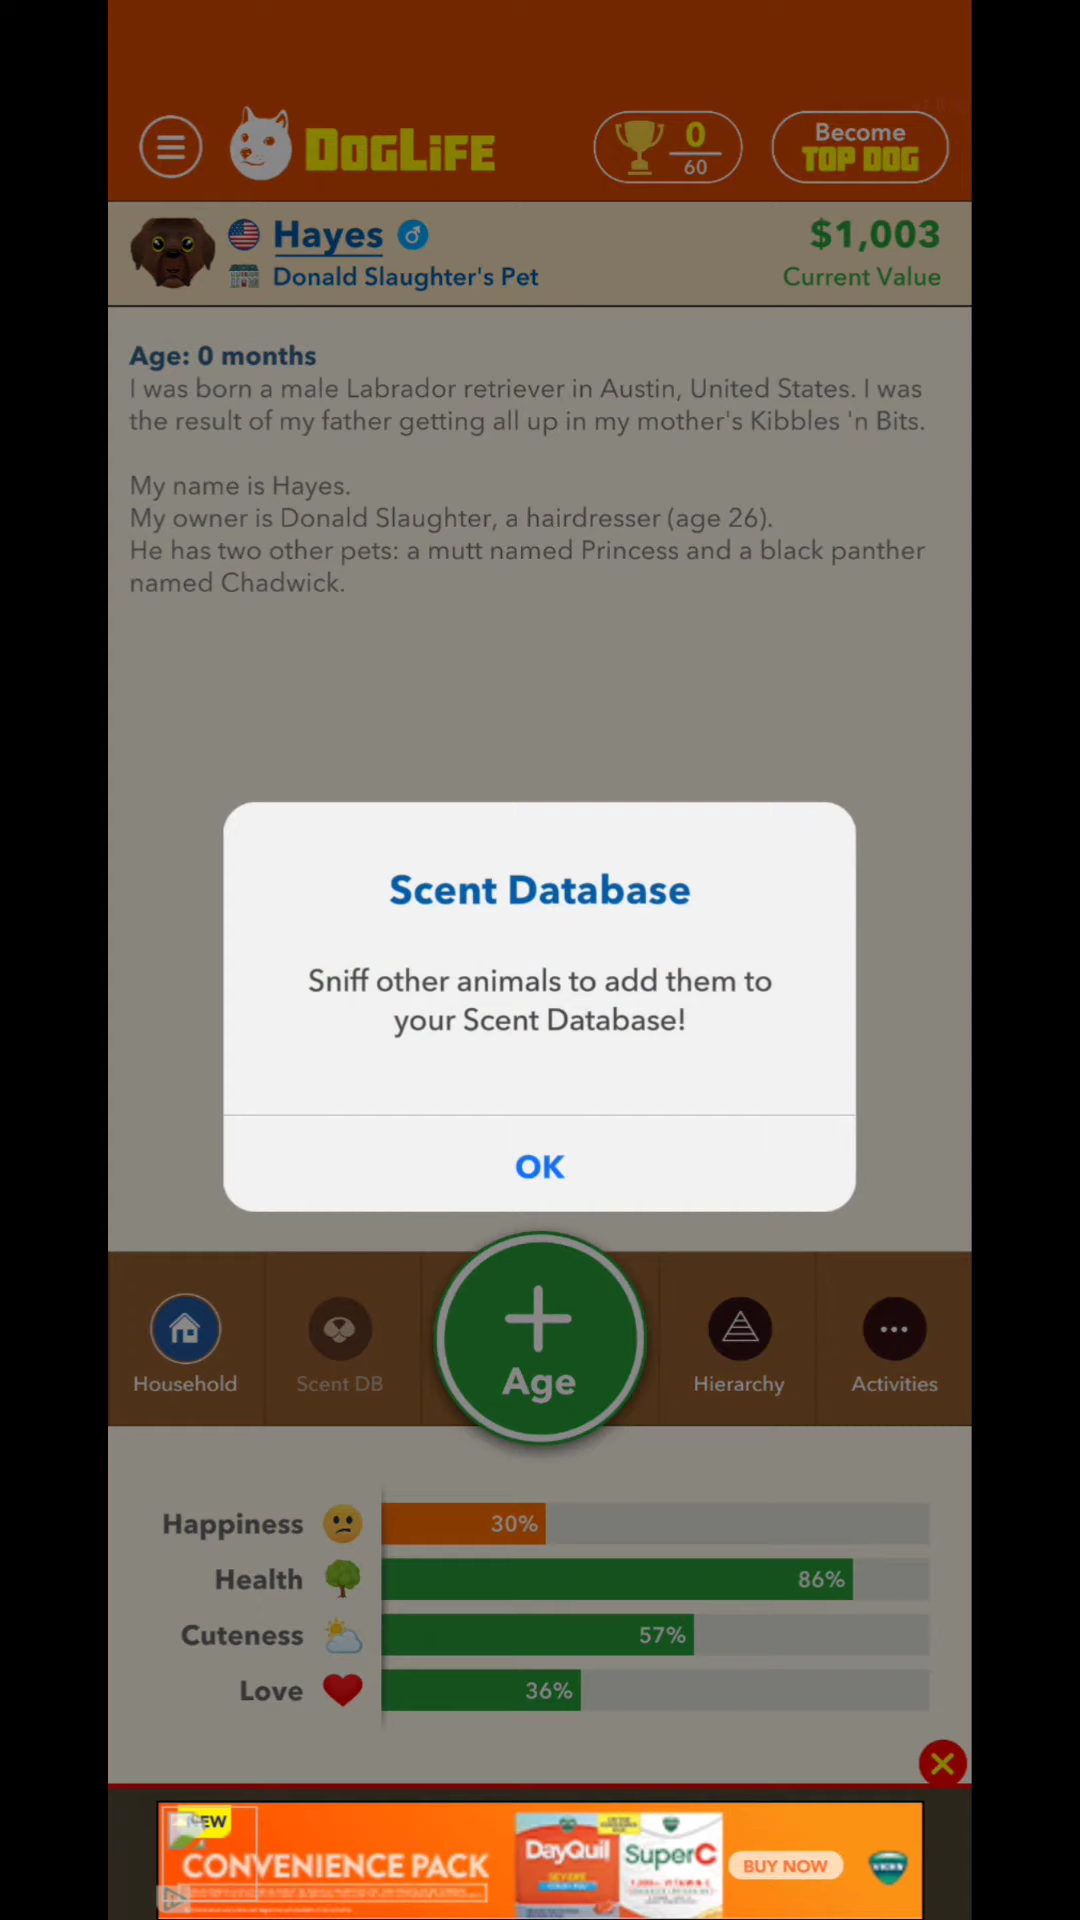 DOGLiFE
0
60
Become
TOP DOG
Hayes
$1,003
Donald Slaughter's Pet
Current Value
Age: 0 months
I was born a male Labrador retriever in Austin, United States. I was
the result of my father getting all up in my mother's Kibbles 'n Bits.
My name is Hayes.
My owner is Donald Slaughter, a hairdresser (age 26).
He has two other pets: a mutt named Princess and a black panther
named Chadwick.
Scent Database
Sniff other animals to add them to
your Scent Database!
OK
Household
Scent DB
Age
Hierarchy
Activities
Happiness
30%
Health
86%
Cuteness
57%
Love
36%
CONVENIENCE PACK
DayQuil
SEVERE
Super C
BUY NOW
VICKS